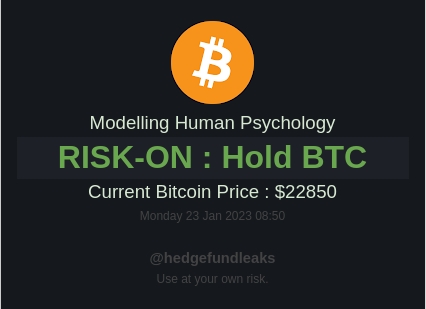 Modelling Human Psychology
RISK-ON : Hold BTC
Current Bitcoin Price : $22850
Monday 23 Jan 2023 08:50
@hedgefundleaks
Use at your own risk.